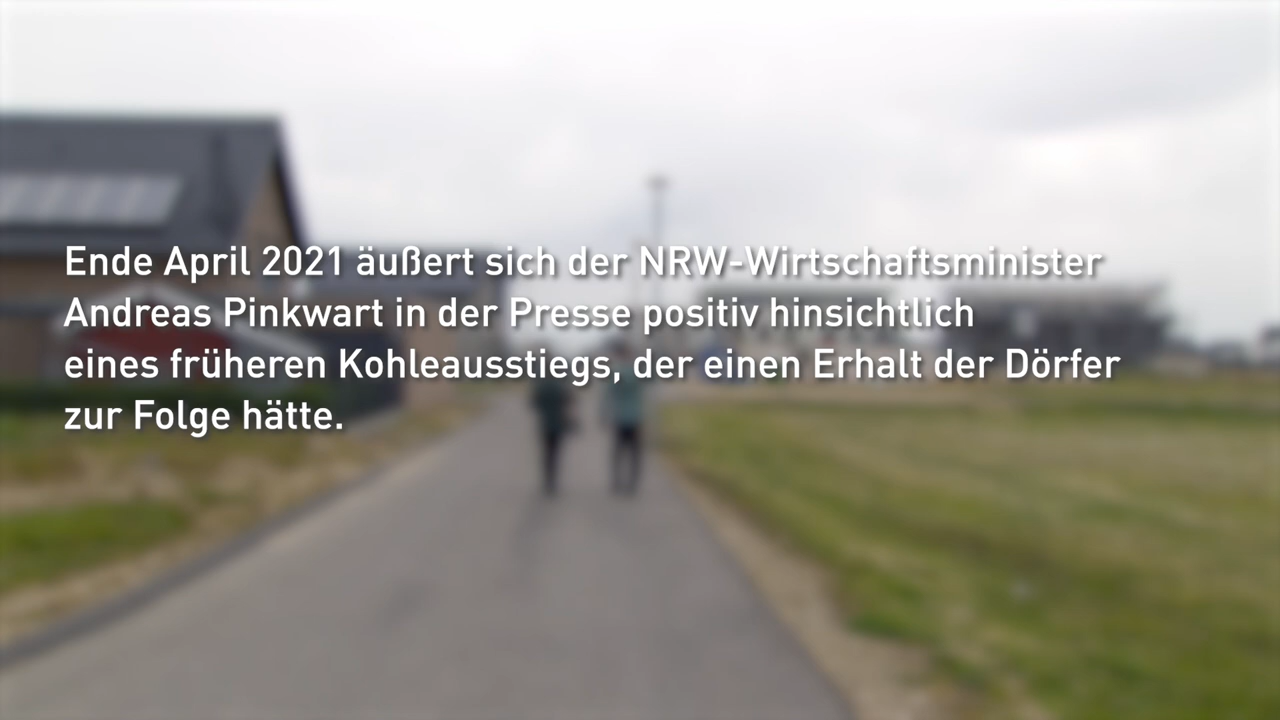 Ende April 2021 äußert sich der NRW-Wirtschaftsminister
Andreas Pinkwart in der Presse positiv hinsichtlich
eines früheren Kohleausstiegs, der einen Erhalt der Dörfer
zur Folge hätte.